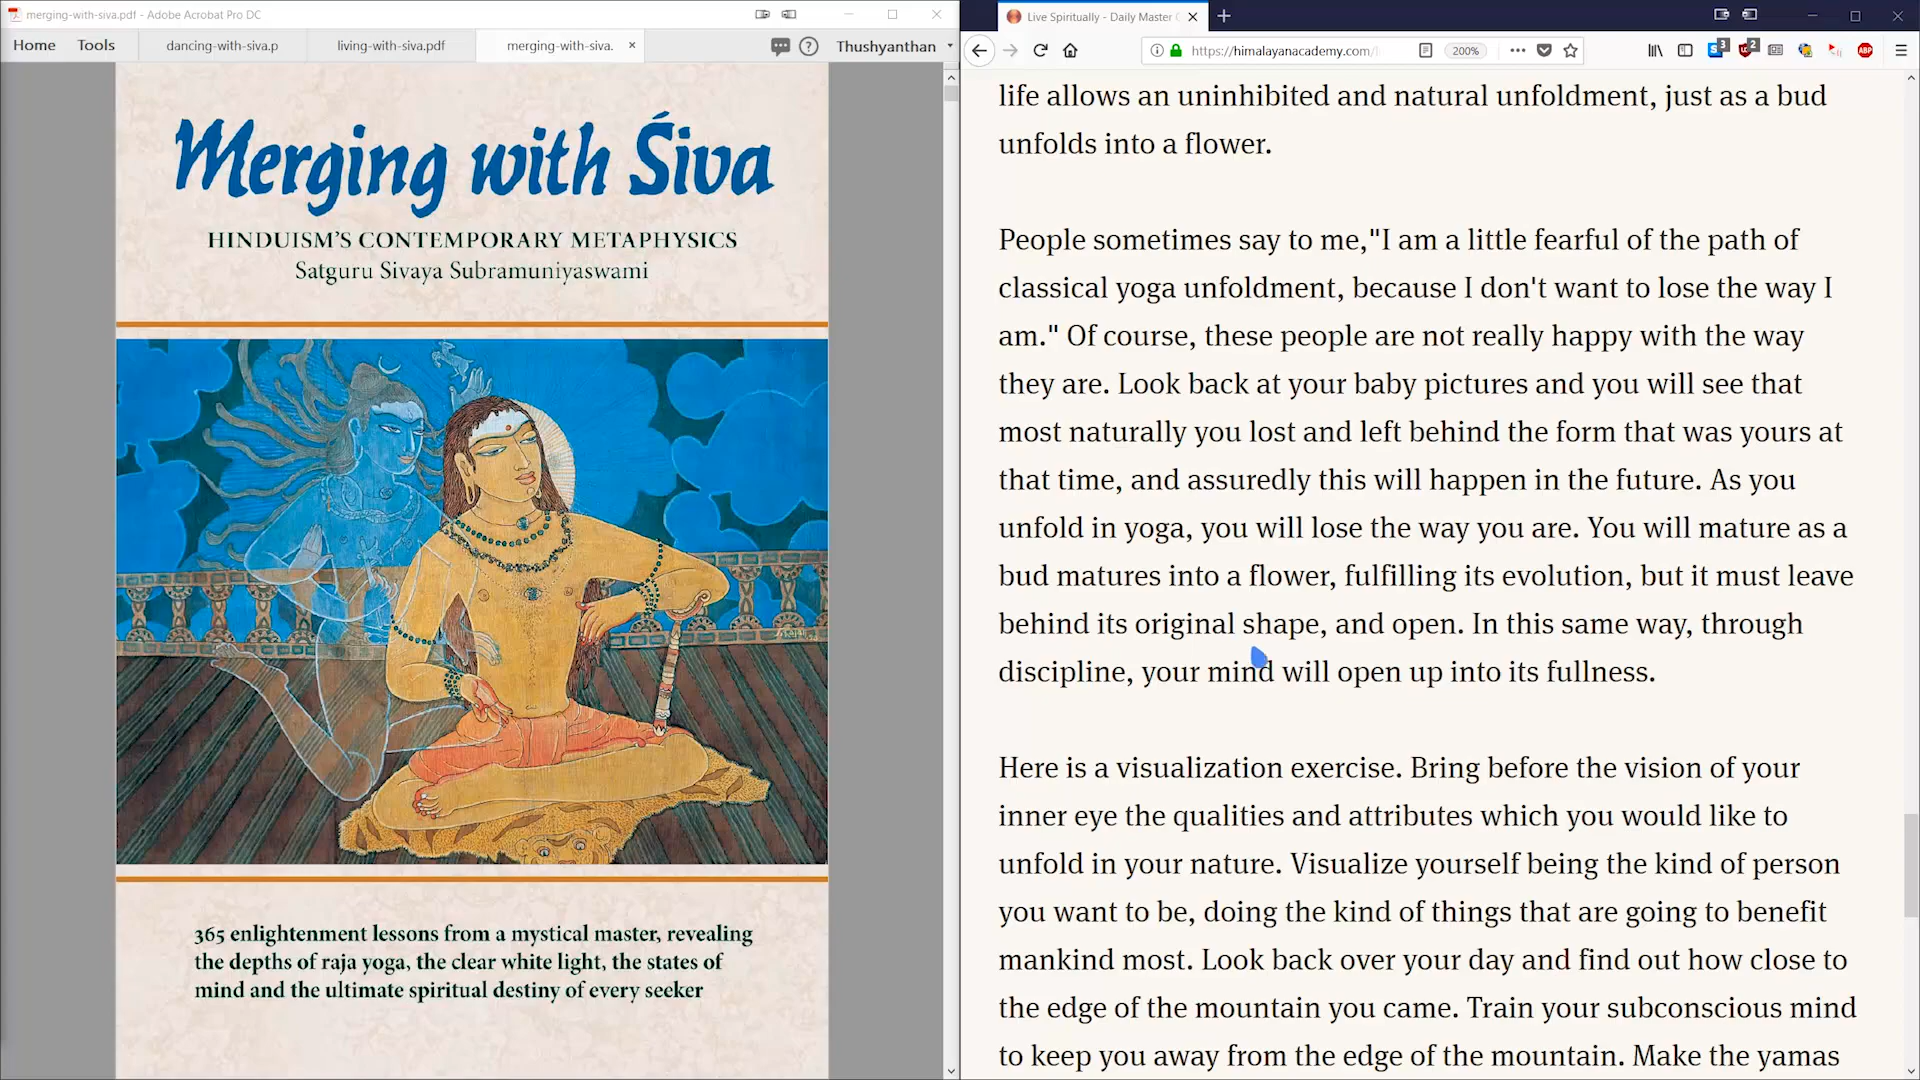 merging-with-siva.pdf - Adobe Acrobat Pro DC
Home
Tools
dancing-with-siva.p
living-with-siva.pdf
merging-with-siva.
Thushyanthan
Merging with Śiva
HINDUISM'S CONTEMPORARY METAPHYSICS
Satguru Sivaya Subramuniyaswami
365 enlightenment lessons from a mystical master, revealing
the depths of raja yoga, the clear white light, the states of
mind and the ultimate spiritual destiny of every seeker
Live Spiritually - Daily Master
https://himalayanacademy.com/
200%
3
2
ABP
life allows an uninhibited and natural unfoldment, just as a bud
unfolds into a flower.
People sometimes say to me,"I am a little fearful of the path of
classical yoga unfoldment, because I don't want to lose the way I
am." Of course, these people are not really happy with the way
they are. Look back at your baby pictures and you will see that
most naturally you lost and left behind the form that was yours at
that time, and assuredly this will happen in the future. As you
unfold in yoga, you will lose the way you are. You will mature as a
bud matures into a flower, fulfilling its evolution, but it must leave
behind its original shape, and open. In this same way, through
discipline, your mind will open up into its fullness.
Here is a visualization exercise. Bring before the vision of your
inner eye the qualities and attributes which you would like to
unfold in your nature. Visualize yourself being the kind of person
you want to be, doing the kind of things that are going to benefit
mankind most. Look back over your day and find out how close to
the edge of the mountain you came. Train your subconscious mind
to keep you away from the edge of the mountain. Make the yamas